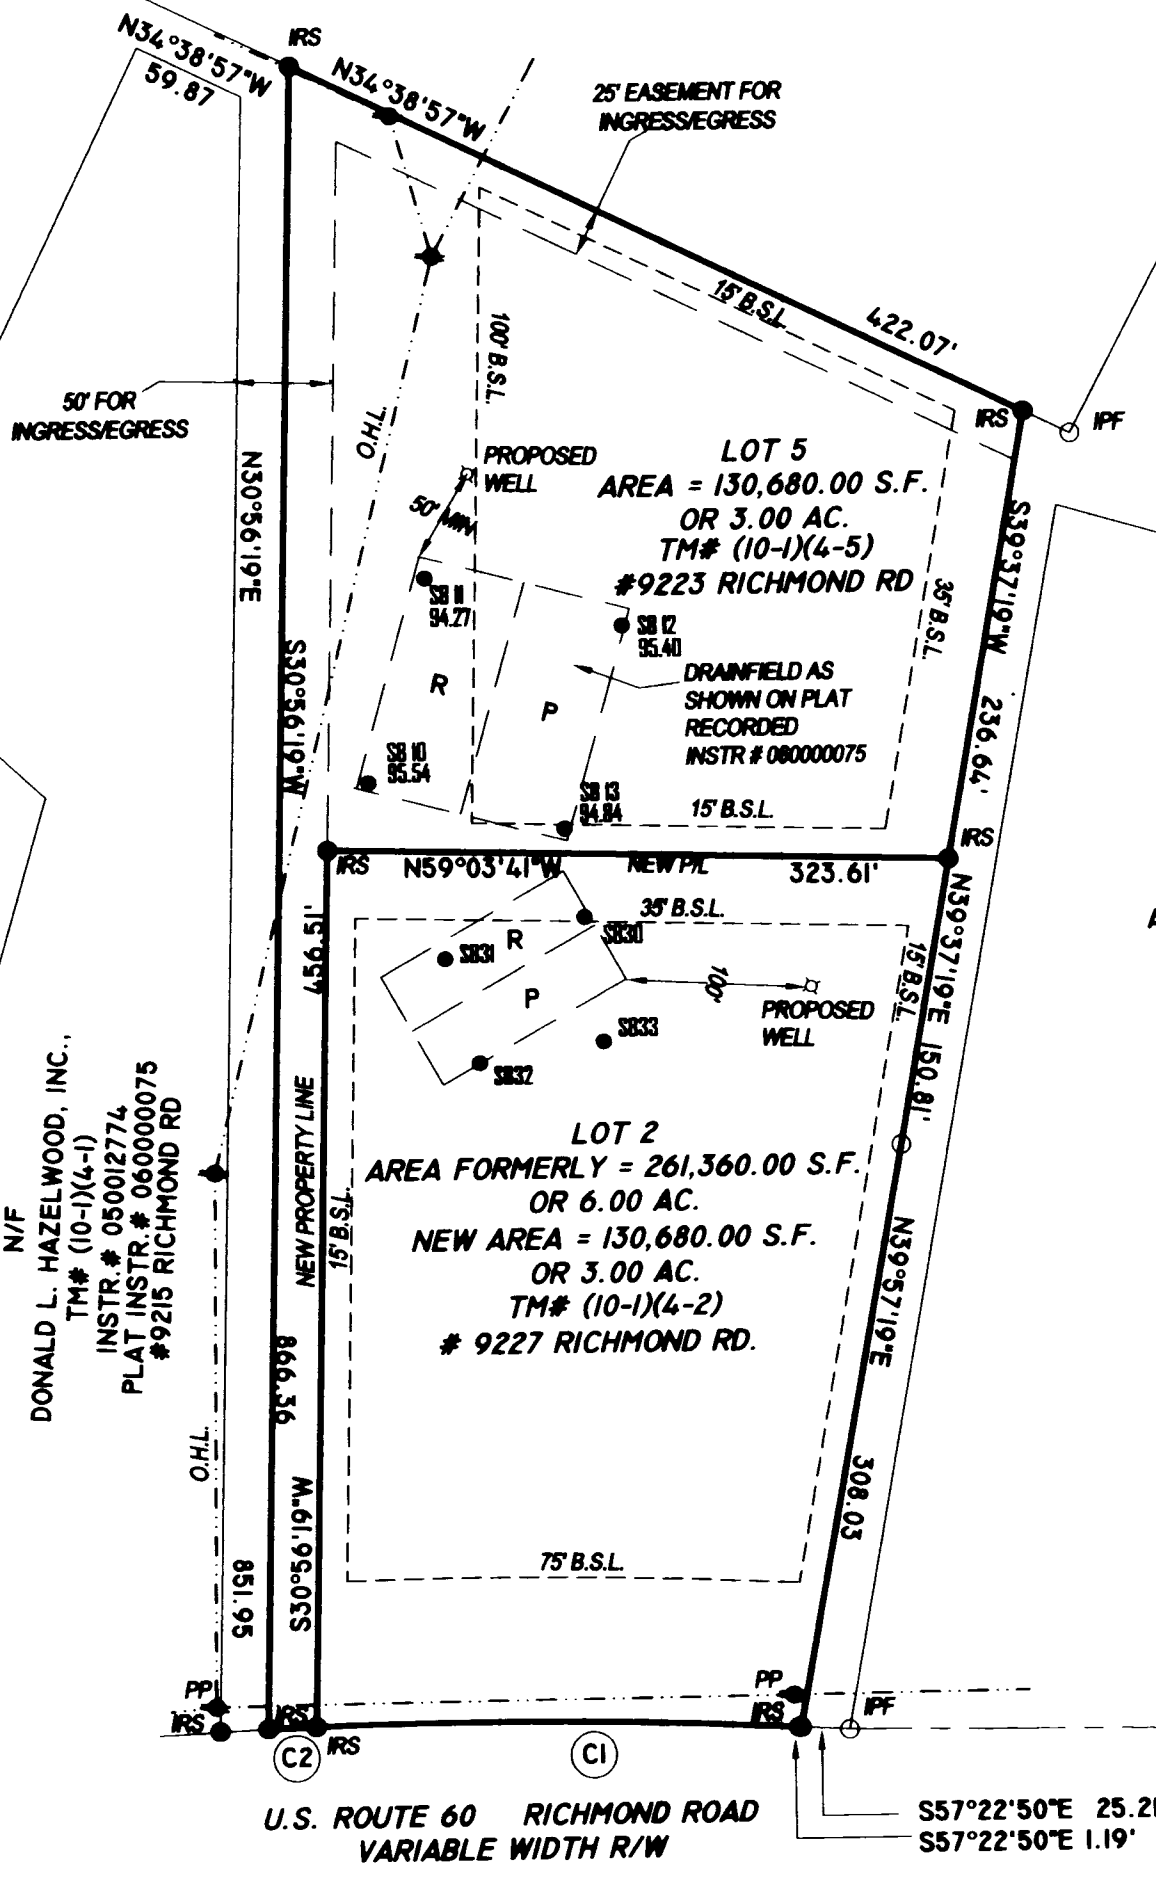 IRS
N34°38'57"W
59.87
N34°38'57"W
25' EASEMENT FOR
INGRESS/EGRESS
15' B.S.L.
422.07'
100' B.S.L.
IRS
IPF
50' FOR
INGRESS/EGRESS
O.H.L.
PROPOSED
WELL
50' MIN
LOT 5
AREA = 130,680.00 S.F.
OR 3.00 AC.
TM# (10-1)(4-5)
#9223 RICHMOND RD
N30°56'19"E
S39°37'19"W
236.64'
35' B.S.L.
SB 11
94.27
SB 12
95.40
R
P
DRAINFIELD AS
SHOWN ON PLAT
RECORDED
INSTR # 060000075
S30°56'19"W
SB 10
95.54
SB 13
94.84
15' B.S.L.
IRS
IRS
N59°03'41"W
NEW P/L
323.61'
35' B.S.L.
N39°37'19"E 150.81'
15' B.S.L.
456.51'
SB30
SB31
R
P
100'
PROPOSED
WELL
SB33
SB32
N/F
DONALD L. HAZELWOOD, INC.,
TM# (10-1)(4-1)
INSTR.# 050012774
PLAT INSTR.# 060000075
#9215 RICHMOND RD
NEW PROPERTY LINE
15' B.S.L.
LOT 2
AREA FORMERLY = 261,360.00 S.F.
OR 6.00 AC.
NEW AREA = 130,680.00 S.F.
OR 3.00 AC.
TM# (10-1)(4-2)
# 9227 RICHMOND RD.
N39°57'19"E
308.03
866.36
O.H.L.
S30°56'19"W
851.95
75' B.S.L.
PP
PP
IRS
IRS
IRS
IRS
IPF
C2
C1
U.S. ROUTE 60 RICHMOND ROAD
VARIABLE WIDTH R/W
S57°22'50"E 25.21
S57°22'50"E 1.19'